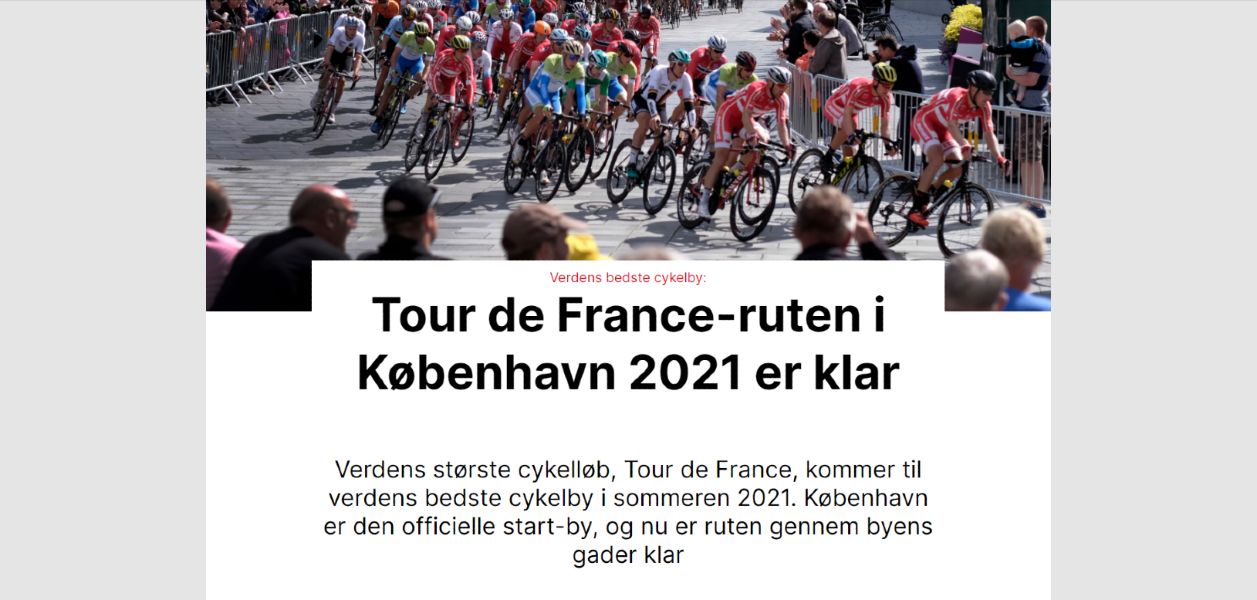 Verdens bedste cykelby:
Tour de France-ruten i
København 2021 er klar
Verdens største cykelløb, Tour de France, kommer til
verdens bedste cykelby i sommeren 2021. København
er den officielle start-by, og nu er ruten gennem byens
gader klar